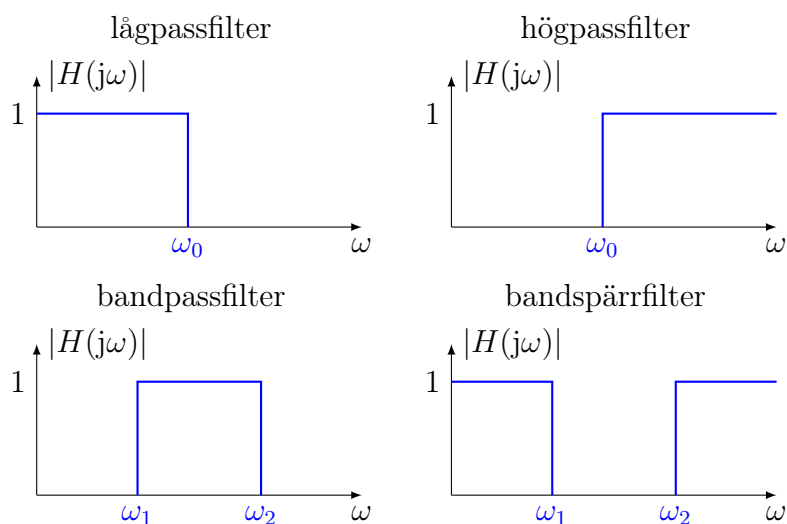 lågpassfilter
|H(jω)|
1
ω₀
ω
högpassfilter
|H(jω)|
1
ω₀
ω
bandpassfilter
|H(jω)|
1
ω₁
ω₂
ω
bandspärrfilter
|H(jω)|
1
ω₁
ω₂
ω